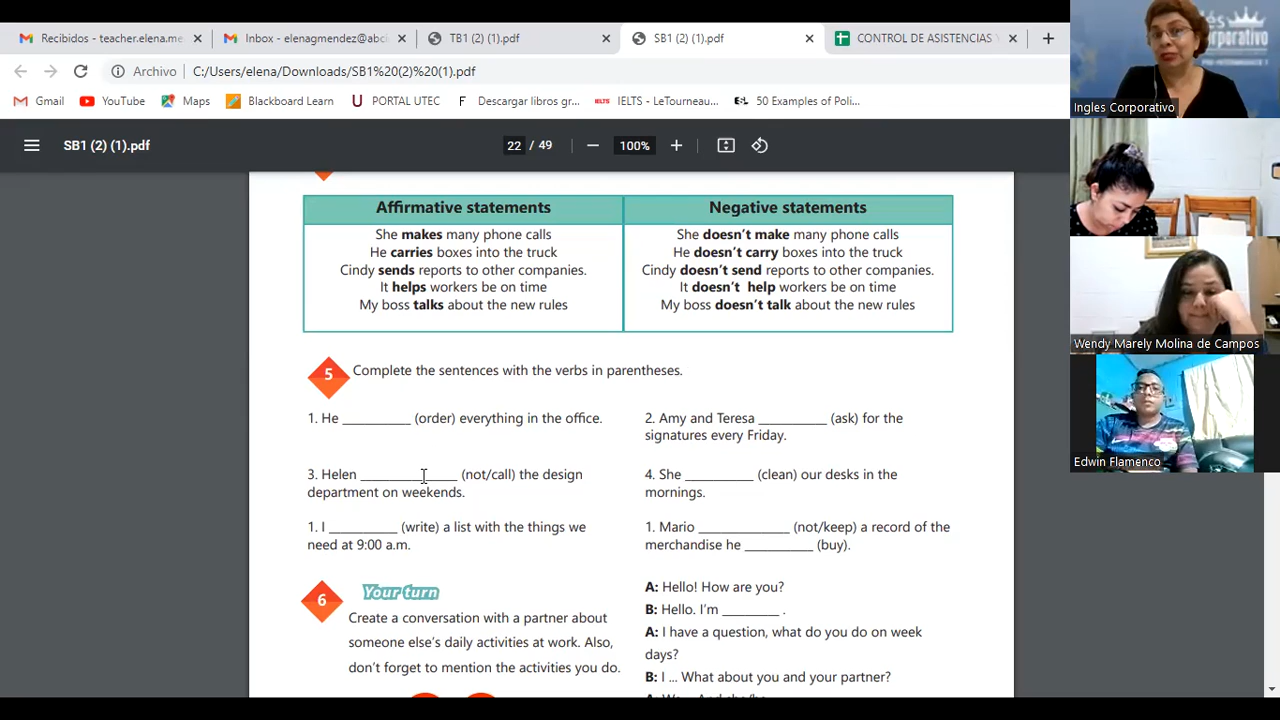 Recibidos - teacher.elena.me
Inbox - elenagmendez@abc
TB1 (2) (1).pdf
SB1 (2) (1).pdf
CONTROL DE ASISTENCIAS Y
Archivo
C:/Users/elena/Downloads/SB1%20(2)%20(1).pdf
Gmail
YouTube
Maps
Blackboard Learn
PORTAL UTEC
Descargar libros gr...
IELTS - LeTourneau...
50 Examples of Poli...
SB1 (2) (1).pdf
22 / 49
100%
Affirmative statements
She makes many phone calls
He carries boxes into the truck
Cindy sends reports to other companies.
It helps workers be on time
My boss talks about the new rules
Negative statements
She doesn't make many phone calls
He doesn't carry boxes into the truck
Cindy doesn't send reports to other companies.
It doesn't help workers be on time
My boss doesn't talk about the new rules
5 Complete the sentences with the verbs in parentheses.
1. He __________ (order) everything in the office.
2. Amy and Teresa __________ (ask) for the
signatures every Friday.
3. Helen ______________ (not/call) the design
department on weekends.
4. She __________ (clean) our desks in the
mornings.
1. I __________ (write) a list with the things we
need at 9:00 a.m.
1. Mario ______________ (not/keep) a record of the
merchandise he __________ (buy).
6 Your turn
Create a conversation with a partner about
someone else's daily activities at work. Also,
don't forget to mention the activities you do.
A: Hello! How are you?
B: Hello. I'm ________ .
A: I have a question, what do you do on week
days?
B: I ... What about you and your partner?
Ingles Corporativo
Wendy Marely Molina de Campos
Edwin Flamenco